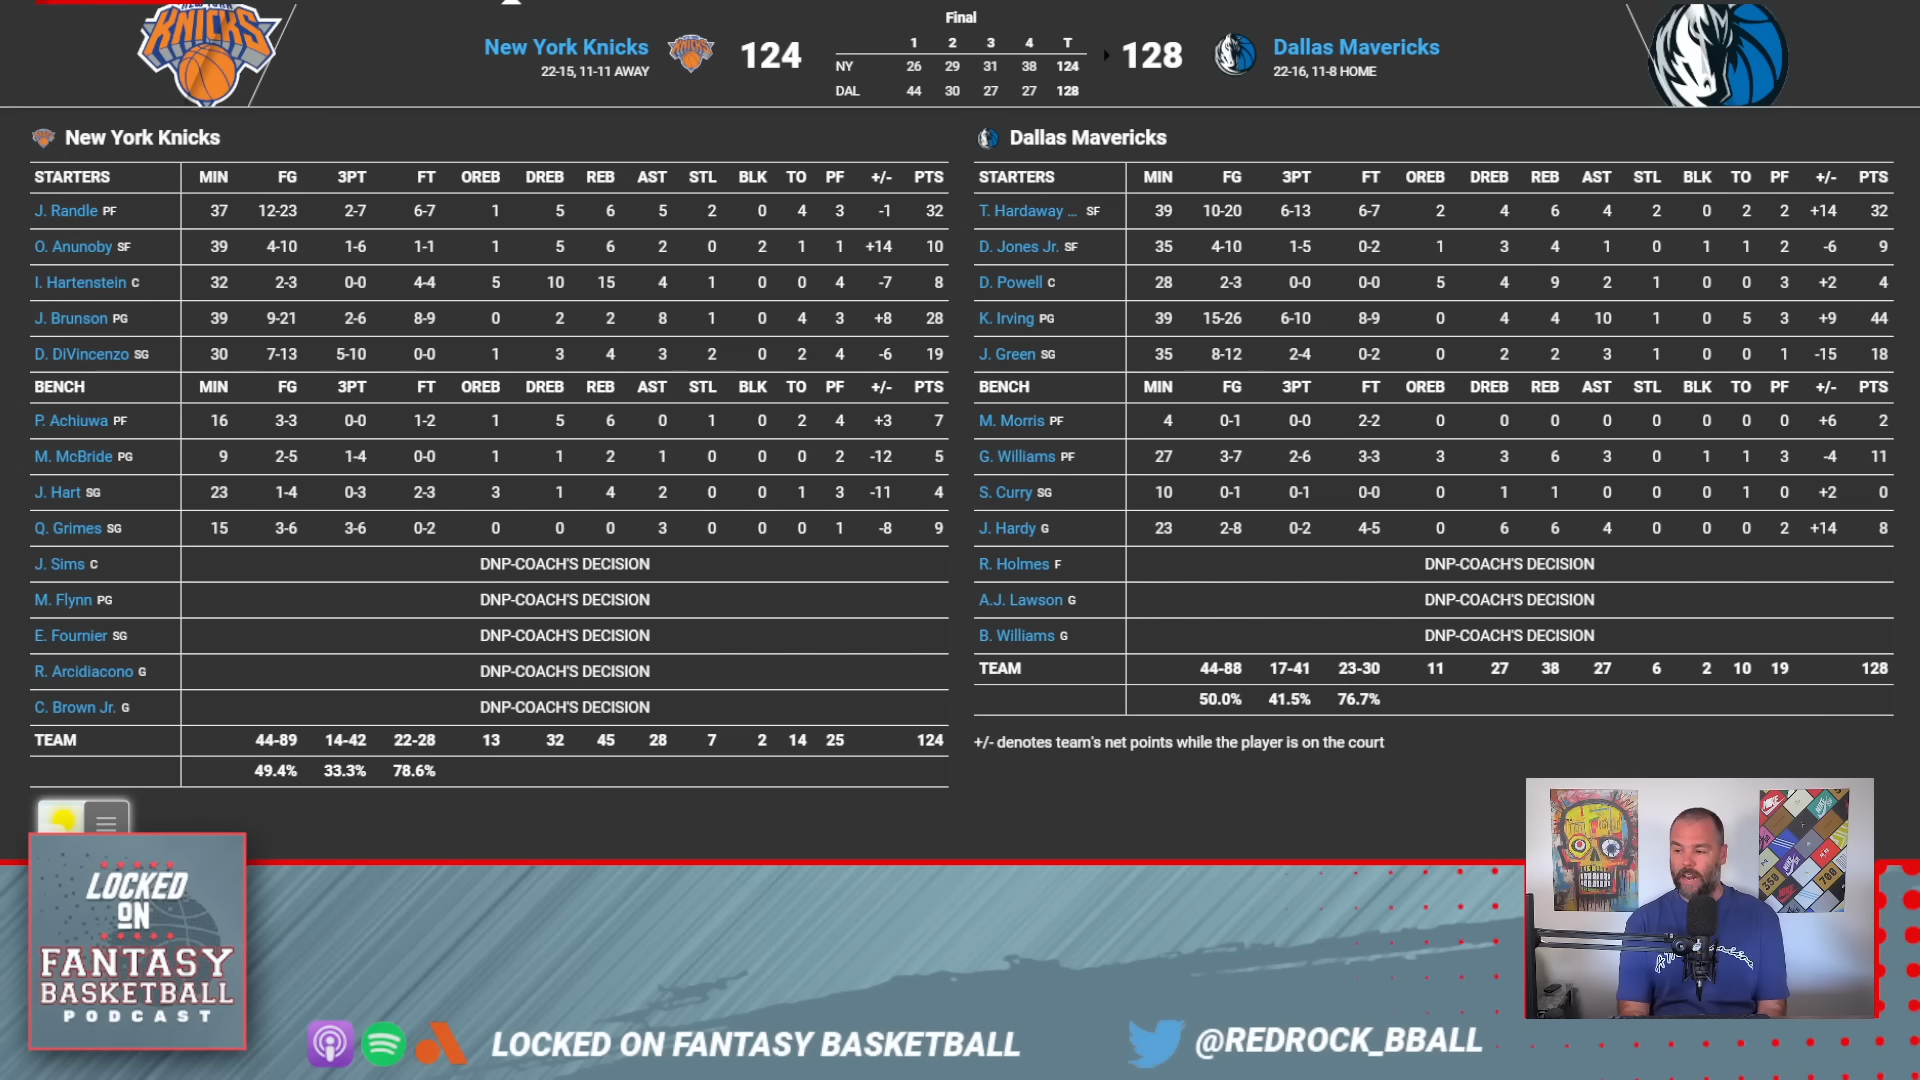 Final
New York Knicks
22-15, 11-11 AWAY
KNICKS
124
1 2 3 4 T
NY 26 29 31 38 124
DAL 44 30 27 27 128
128
Dallas Mavericks
22-16, 11-8 HOME
New York Knicks
STARTERS MIN FG 3PT FT OREB DREB REB AST STL BLK TO PF +/- PTS
J. Randle PF 37 12-23 2-7 6-7 1 5 6 5 2 0 4 3 -1 32
O. Anunoby SF 39 4-10 1-6 1-1 1 5 6 2 0 2 1 1 +14 10
I. Hartenstein C 32 2-3 0-0 4-4 5 10 15 4 1 0 0 4 -7 8
J. Brunson PG 39 9-21 2-6 8-9 0 2 2 8 1 0 4 3 +8 28
D. DiVincenzo SG 30 7-13 5-10 0-0 1 3 4 3 2 0 2 4 -6 19
BENCH MIN FG 3PT FT OREB DREB REB AST STL BLK TO PF +/- PTS
P. Achiuwa PF 16 3-3 0-0 1-2 1 5 6 0 1 0 2 4 +3 7
M. McBride PG 9 2-5 1-4 0-0 1 1 2 1 0 0 0 2 -12 5
J. Hart SG 23 1-4 0-3 2-3 3 1 4 2 0 0 1 3 -11 4
Q. Grimes SG 15 3-6 3-6 0-2 0 0 0 3 0 0 0 1 -8 9
J. Sims C DNP-COACH'S DECISION
M. Flynn PG DNP-COACH'S DECISION
E. Fournier SG DNP-COACH'S DECISION
R. Arcidiacono G DNP-COACH'S DECISION
C. Brown Jr. G DNP-COACH'S DECISION
TEAM 44-89 14-42 22-28 13 32 45 28 7 2 14 25 124
49.4% 33.3% 78.6%
Dallas Mavericks
STARTERS MIN FG 3PT FT OREB DREB REB AST STL BLK TO PF +/- PTS
T. Hardaway ... SF 39 10-20 6-13 6-7 2 4 6 4 2 0 2 2 +14 32
D. Jones Jr. SF 35 4-10 1-5 0-2 1 3 4 1 0 1 1 2 -6 9
D. Powell C 28 2-3 0-0 0-0 5 4 9 2 1 0 0 3 +2 4
K. Irving PG 39 15-26 6-10 8-9 0 4 4 10 1 0 5 3 +9 44
J. Green SG 35 8-12 2-4 0-2 0 2 2 3 1 0 0 1 -15 18
BENCH MIN FG 3PT FT OREB DREB REB AST STL BLK TO PF +/- PTS
M. Morris PF 4 0-1 0-0 2-2 0 0 0 0 0 0 0 0 +6 2
G. Williams PF 27 3-7 2-6 3-3 3 3 6 3 0 1 1 3 -4 11
S. Curry SG 10 0-1 0-1 0-0 0 1 1 0 0 0 1 0 +2 0
J. Hardy G 23 2-8 0-2 4-5 0 6 6 4 0 0 0 2 +14 8
R. Holmes F DNP-COACH'S DECISION
A.J. Lawson G DNP-COACH'S DECISION
B. Williams G DNP-COACH'S DECISION
TEAM 44-88 17-41 23-30 11 27 38 27 6 2 10 19 128
50.0% 41.5% 76.7%
+/- denotes team's net points while the player is on the court
LOCKED
ON
FANTASY
BASKETBALL
PODCAST
LOCKED ON FANTASY BASKETBALL
@REDROCK_BBALL
NIKE
350
700